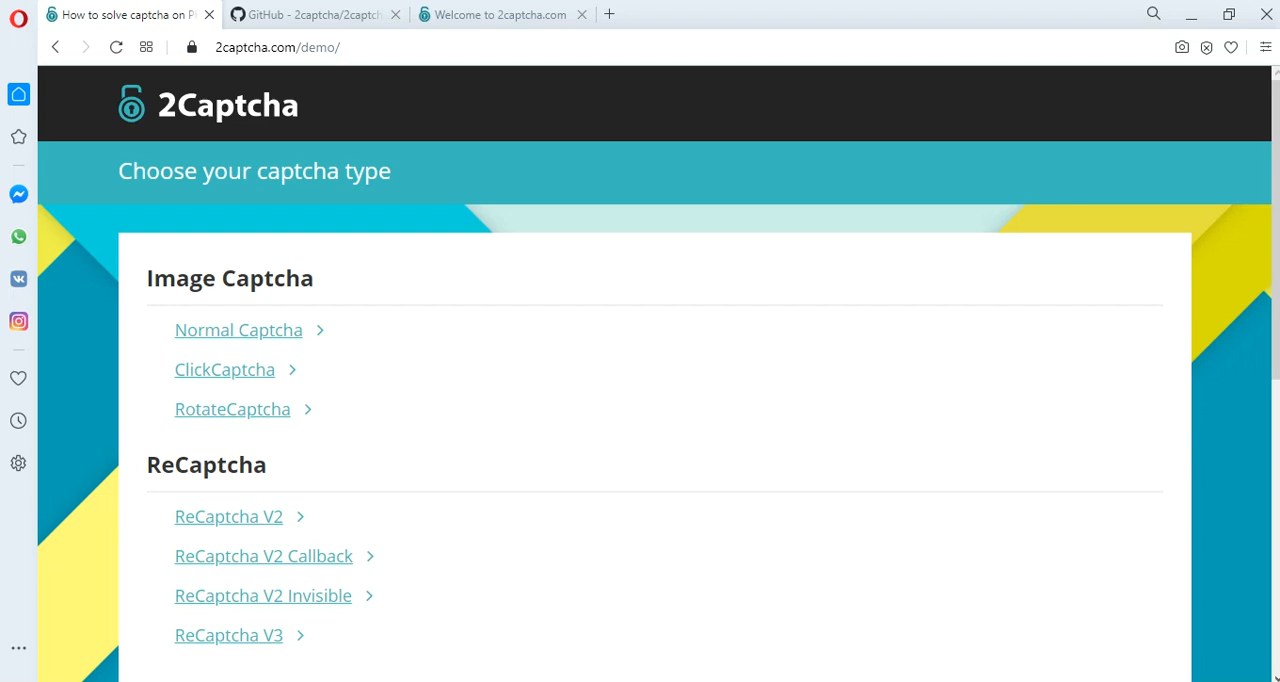 How to solve captcha on P
GitHub - 2captcha/2captch
Welcome to 2captcha.com
2captcha.com/demo/
2Captcha
Choose your captcha type
Image Captcha
Normal Captcha
ClickCaptcha
RotateCaptcha
ReCaptcha
ReCaptcha V2
ReCaptcha V2 Callback
ReCaptcha V2 Invisible
ReCaptcha V3